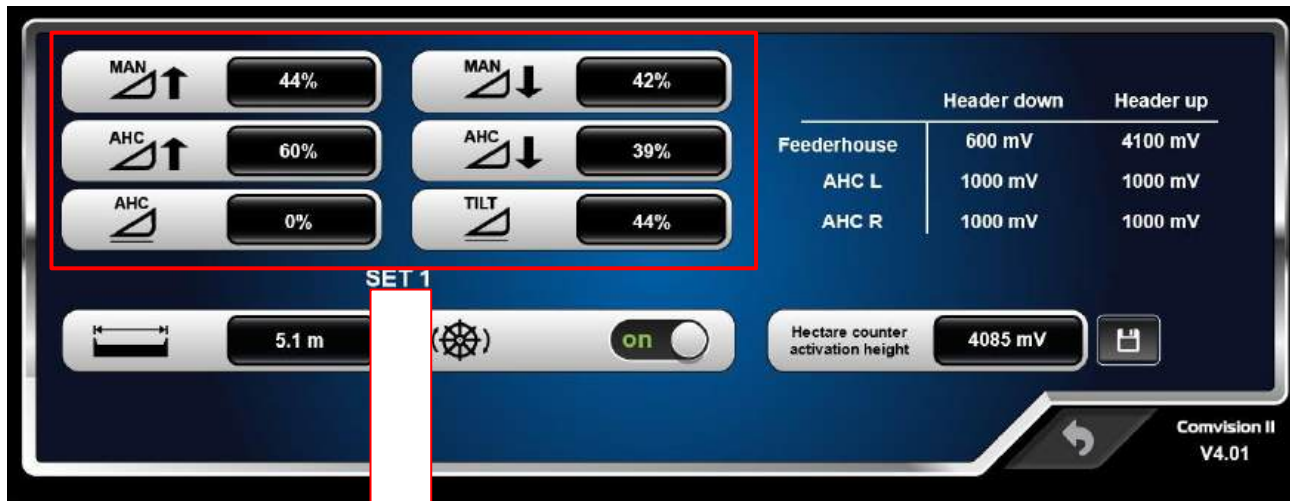 MAN 44% MAN 42%
AHC 60% AHC 39%
AHC 0% TILT 44%
Header down Header up
Feederhouse 600 mV 4100 mV
AHC L 1000 mV 1000 mV
AHC R 1000 mV 1000 mV
SET 1
5.1 m on
Hectare counter
activation height
4085 mV
Comvision II
V4.01